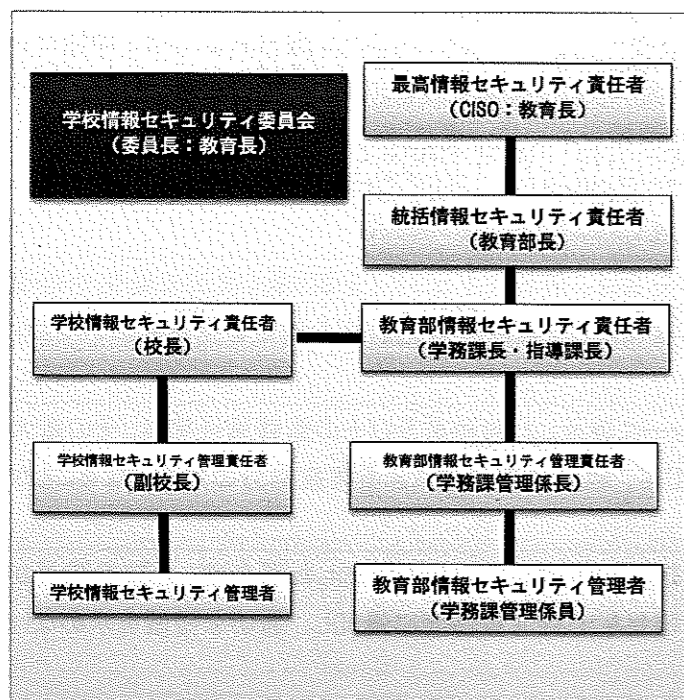 学校情報セキュリティ委員会
（委員長：教育長）
最高情報セキュリティ責任者
（CISO：教育長）
統括情報セキュリティ責任者
（教育部長）
学校情報セキュリティ責任者
（校長）
教育部情報セキュリティ責任者
（学務課長・指導課長）
学校情報セキュリティ管理責任者
（副校長）
教育部情報セキュリティ管理責任者
（学務課管理係長）
学校情報セキュリティ管理者
教育部情報セキュリティ管理者
（学務課管理係員）